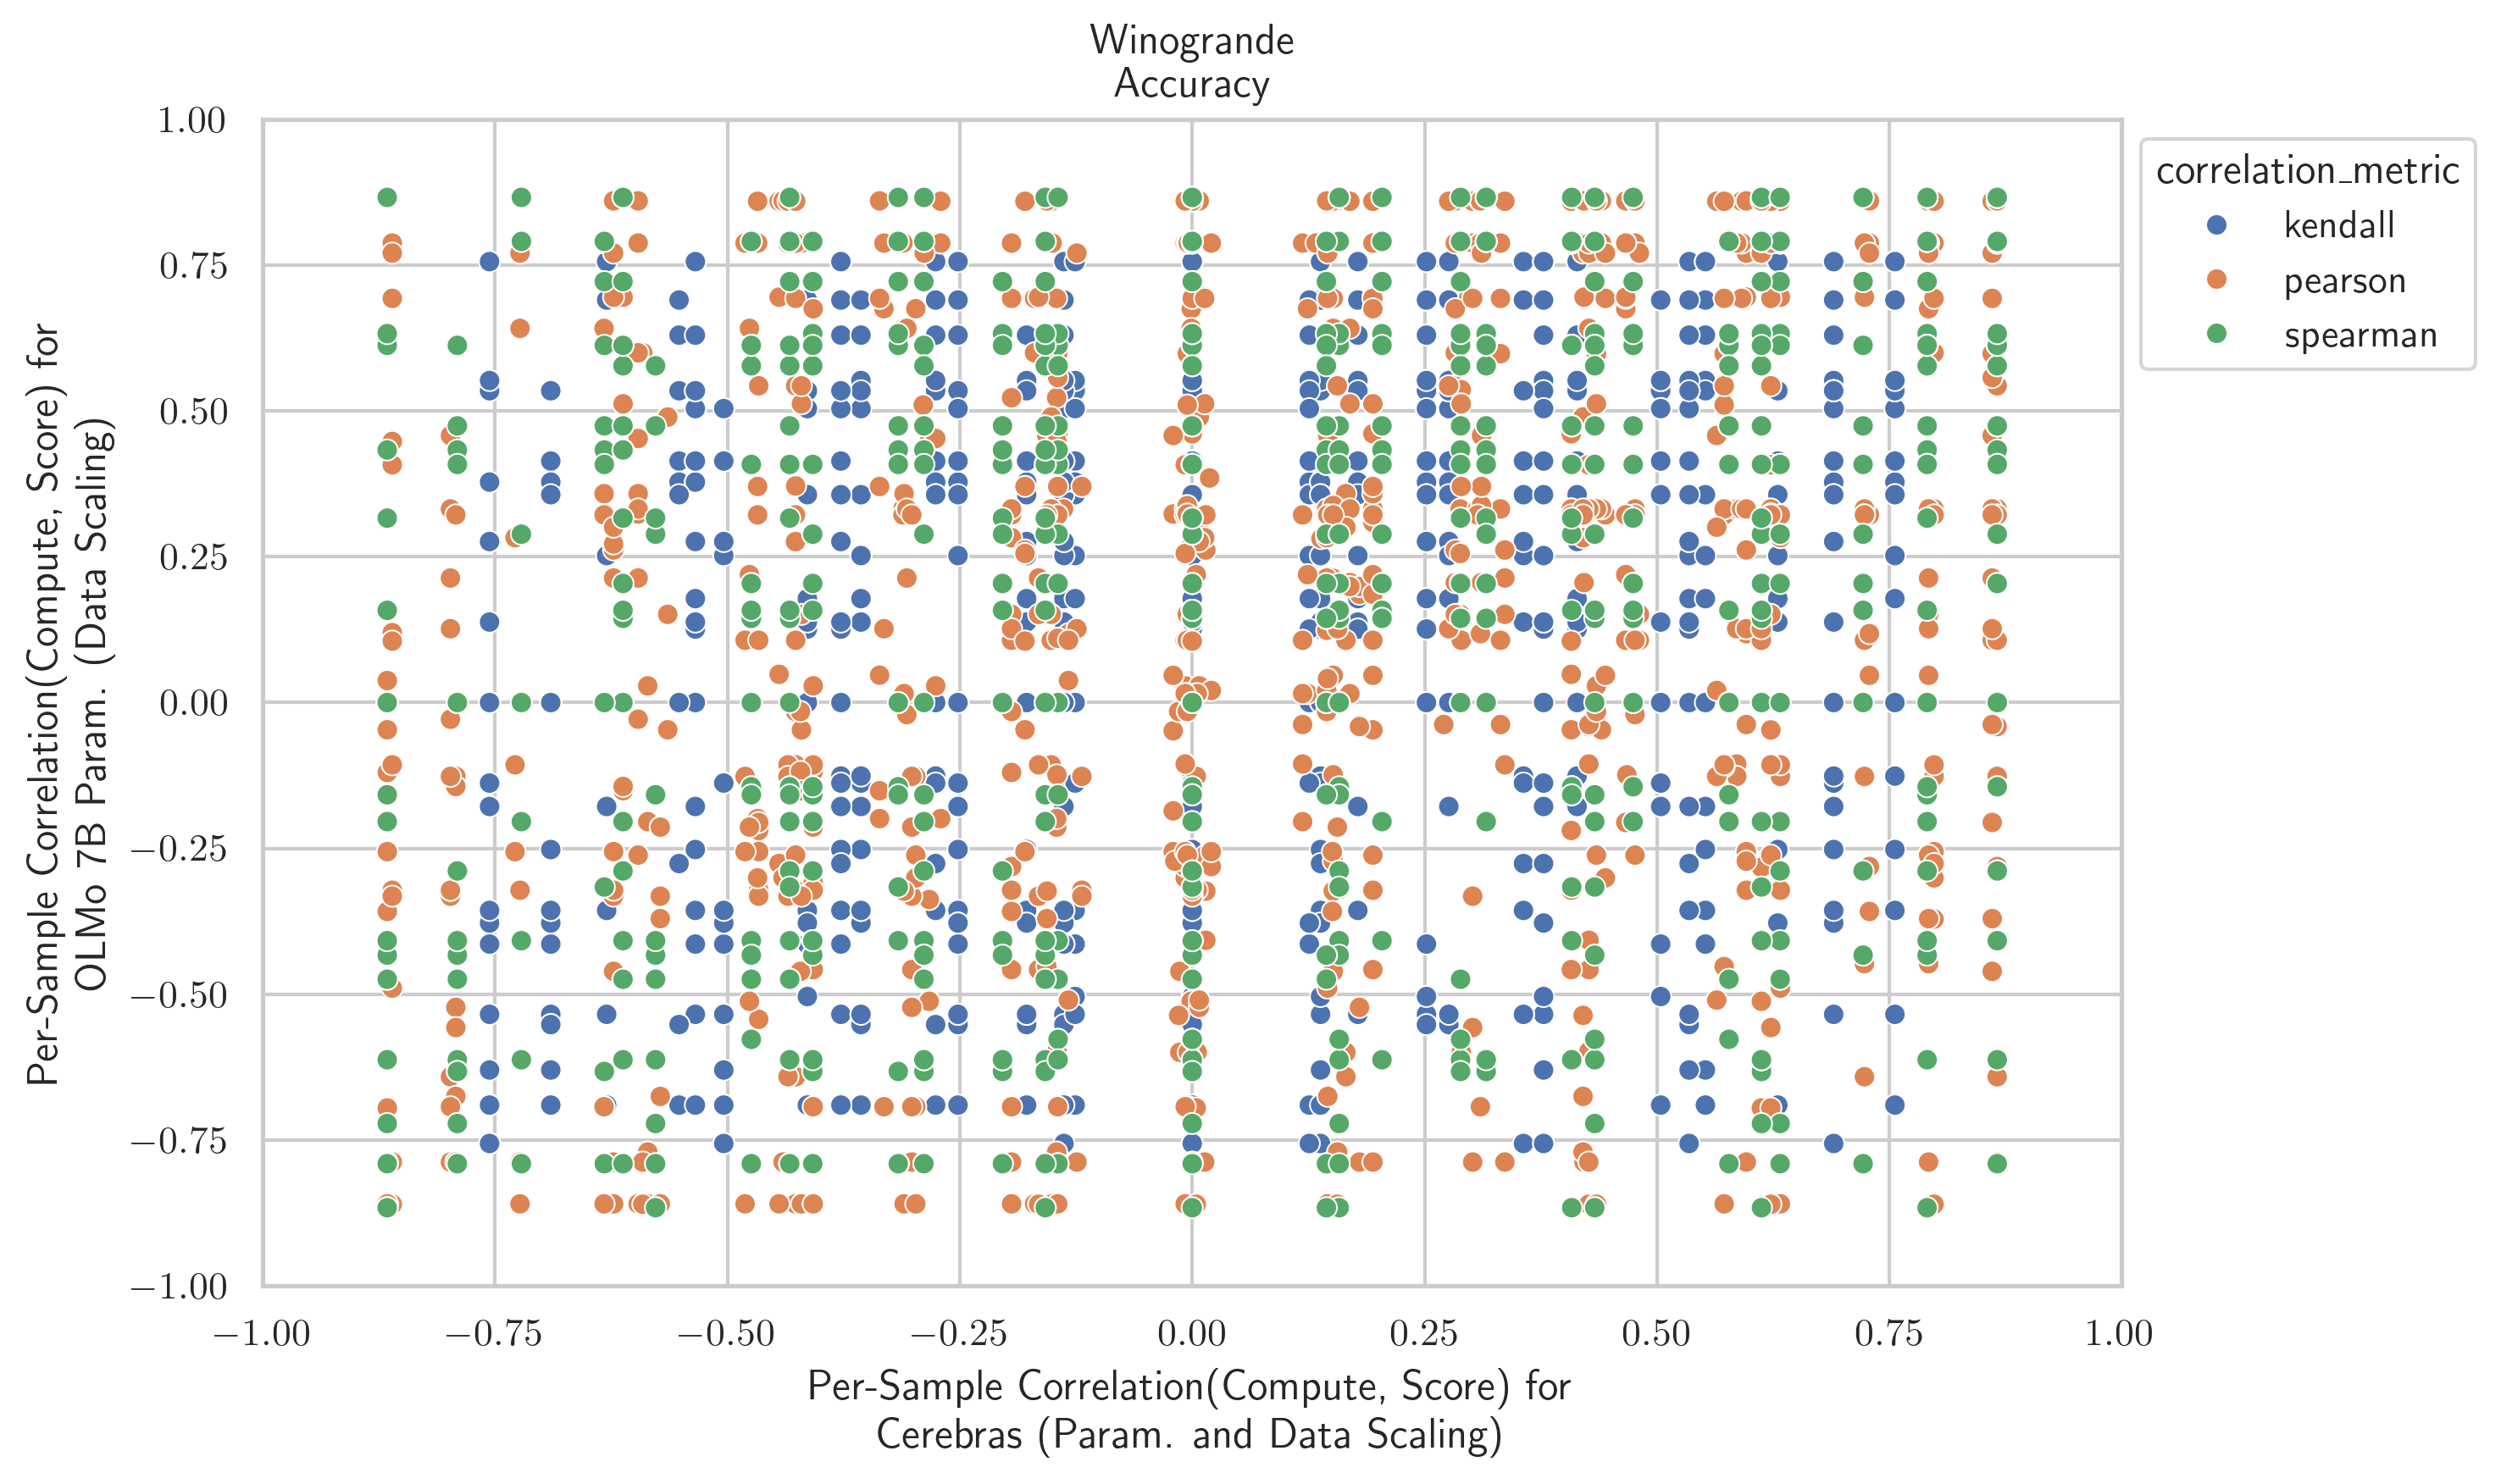 Winogrande
Accuracy
1.00
0.75
0.50
0.25
0.00
−0.25
−0.50
−0.75
−1.00
Per-Sample Correlation(Compute, Score) for
OLMo 7B Param. (Data Scaling)
−1.00 −0.75 −0.50 −0.25 0.00 0.25 0.50 0.75 1.00
Per-Sample Correlation(Compute, Score) for
Cerebras (Param. and Data Scaling)
correlation_metric
kendall
pearson
spearman